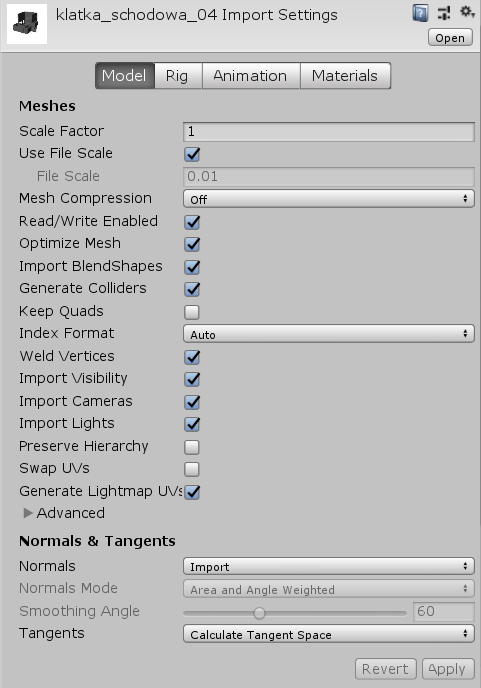 klatka_schodowa_04 Import Settings
Open
Model Rig Animation Materials
Meshes
Scale Factor 1
Use File Scale
File Scale 0.01
Mesh Compression Off
Read/Write Enabled
Optimize Mesh
Import BlendShapes
Generate Colliders
Keep Quads
Index Format Auto
Weld Vertices
Import Visibility
Import Cameras
Import Lights
Preserve Hierarchy
Swap UVs
Generate Lightmap UVs
Advanced
Normals & Tangents
Normals Import
Normals Mode Area and Angle Weighted
Smoothing Angle 60
Tangents Calculate Tangent Space
Revert Apply